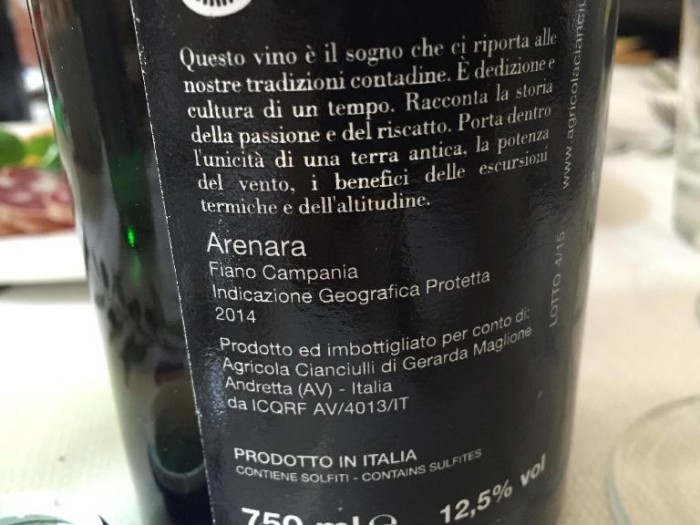 Questo vino è il sogno che ci riporta alle
nostre tradizioni contadine. È dedizione e
cultura di un tempo. Racconta la storia
della passione e del riscatto. Porta dentro
l'unicità di una terra antica, la potenza
del vento, i benefici delle escursioni
termiche e dell'altitudine.
Arenara
Fiano Campania
Indicazione Geografica Protetta
2014
Prodotto ed imbottigliato per conto di:
Agricola Cianciulli di Gerarda Maglione
Andretta (AV) - Italia
da ICQRF AV/4013/IT
PRODOTTO IN ITALIA
CONTIENE SOLFITI - CONTAINS SULFITES
750 ml e
12,5% vol
LOTTO 4/15